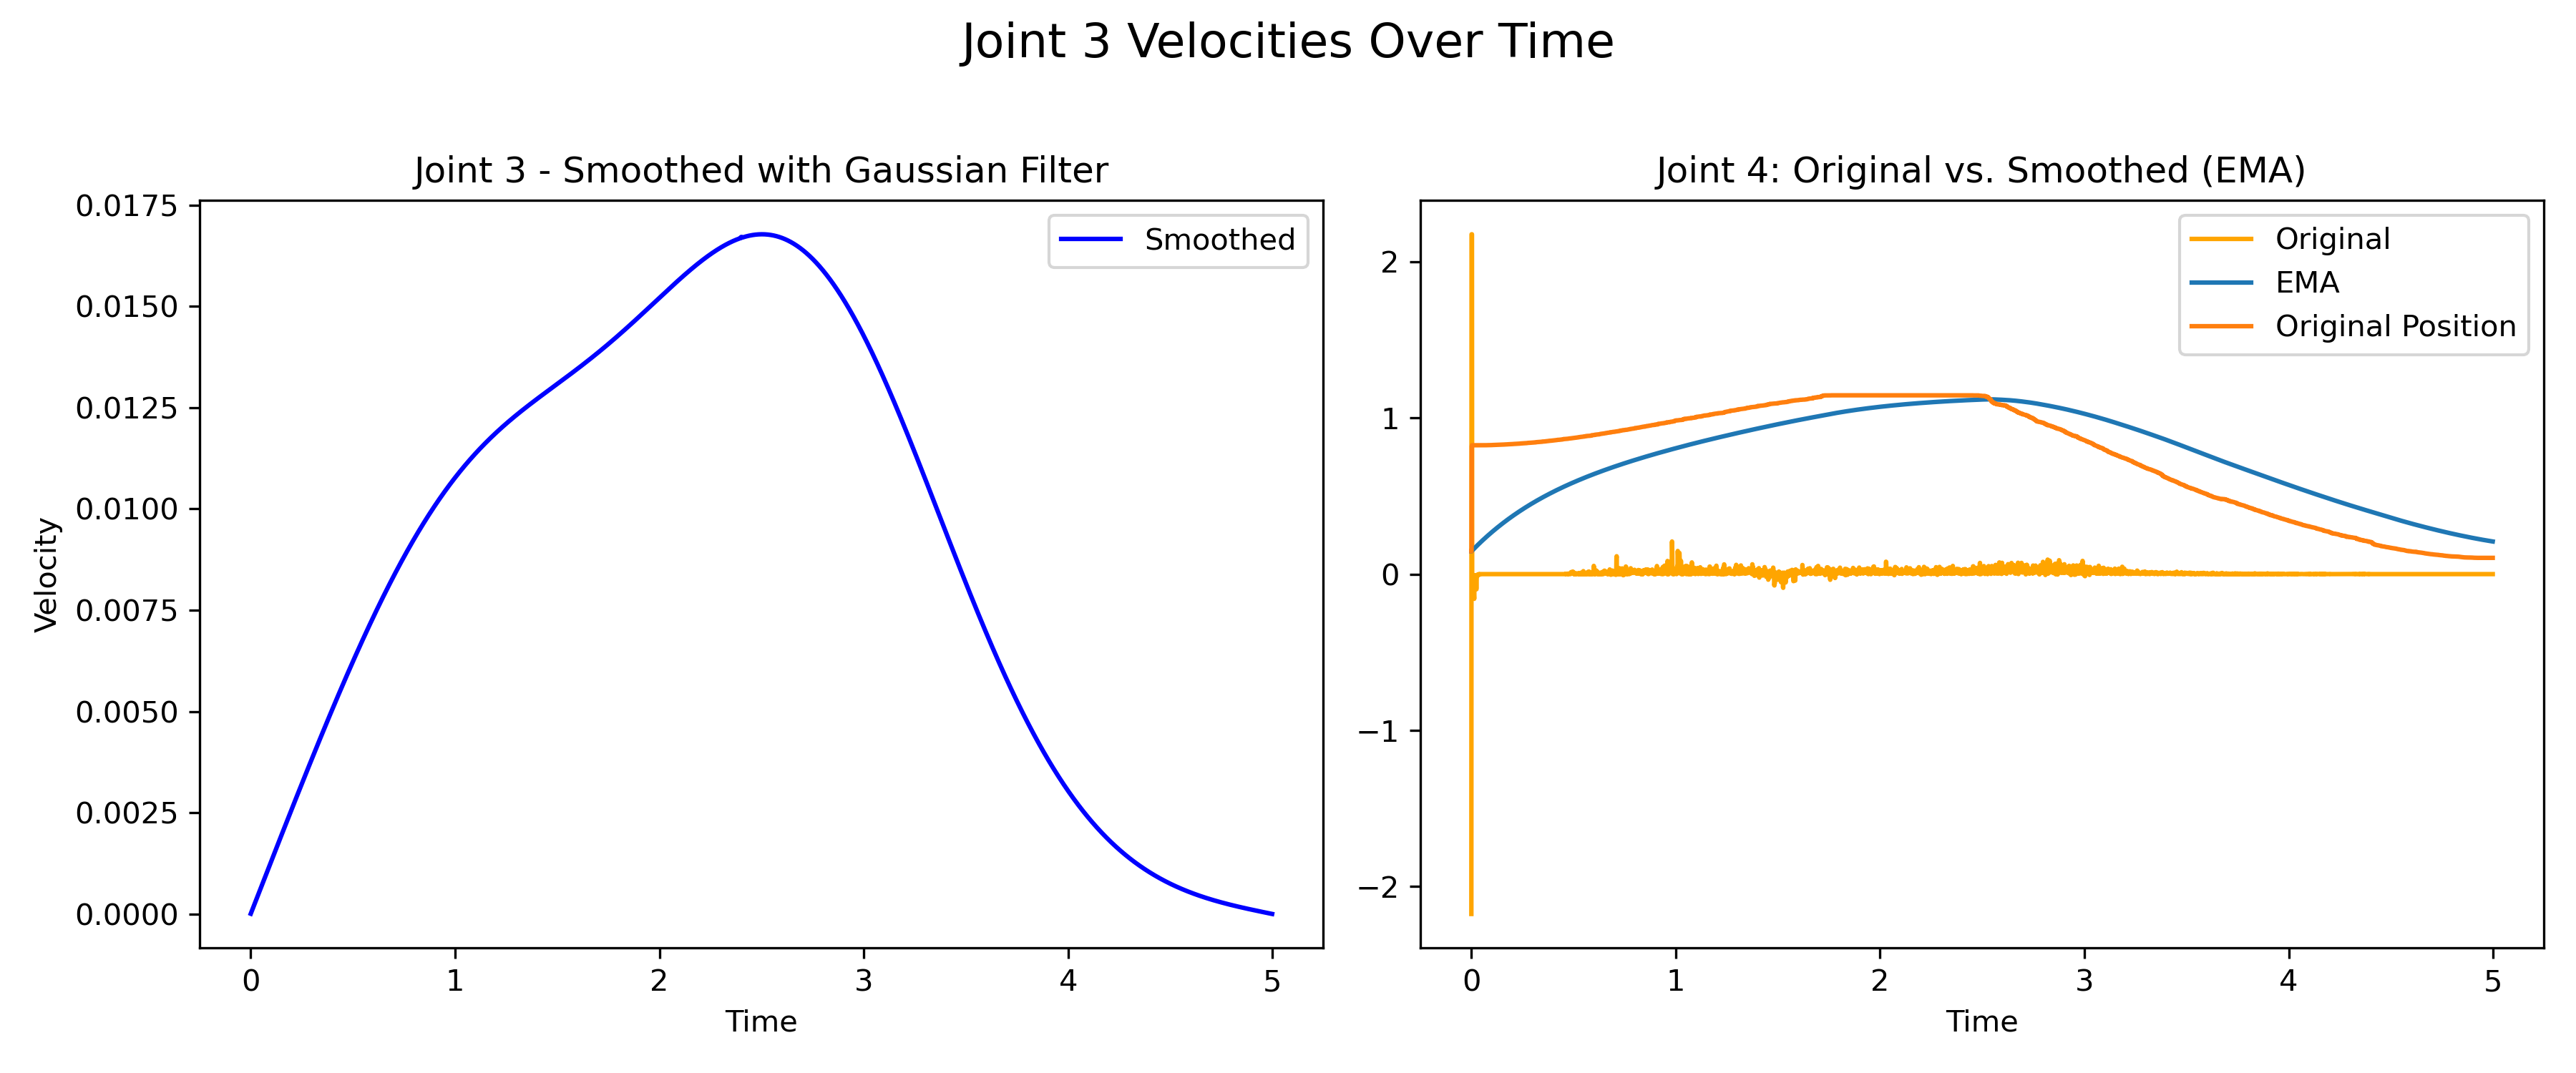 Joint 3 Velocities Over Time
Joint 3 - Smoothed with Gaussian Filter
Smoothed
Velocity
0.0175
0.0150
0.0125
0.0100
0.0075
0.0050
0.0025
0.0000
0 1 2 3 4 5
Time
Joint 4: Original vs. Smoothed (EMA)
Original
EMA
Original Position
2
1
0
−1
−2
0 1 2 3 4 5
Time